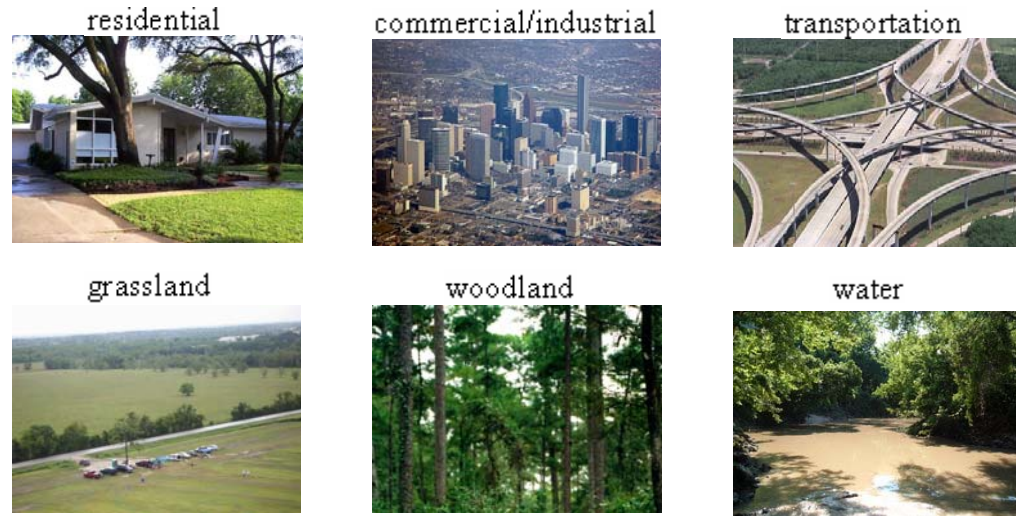 residential
commercial/industrial
transportation
grassland
woodland
water